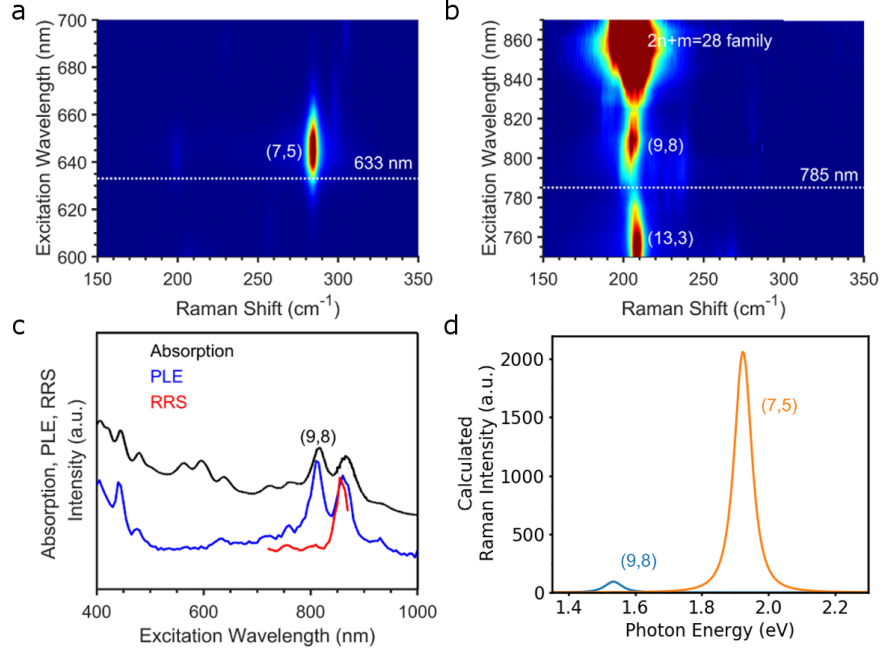 a
700
680
660
640
620
600
Excitation Wavelength (nm)
(7,5)
633 nm
150
200
250
300
350
Raman Shift (cm⁻¹)
b
860
840
820
800
780
760
Excitation Wavelength (nm)
2n+m=28 family
(9,8)
785 nm
(13,3)
150
200
250
300
350
Raman Shift (cm⁻¹)
c
Absorption, PLE, RRS
Intensity (a.u.)
Absorption
PLE
RRS
(9,8)
400
600
800
1000
Excitation Wavelength (nm)
d
Calculated
Raman Intensity (a.u.)
2000
1500
1000
500
0
(7,5)
(9,8)
1.4
1.6
1.8
2.0
2.2
Photon Energy (eV)